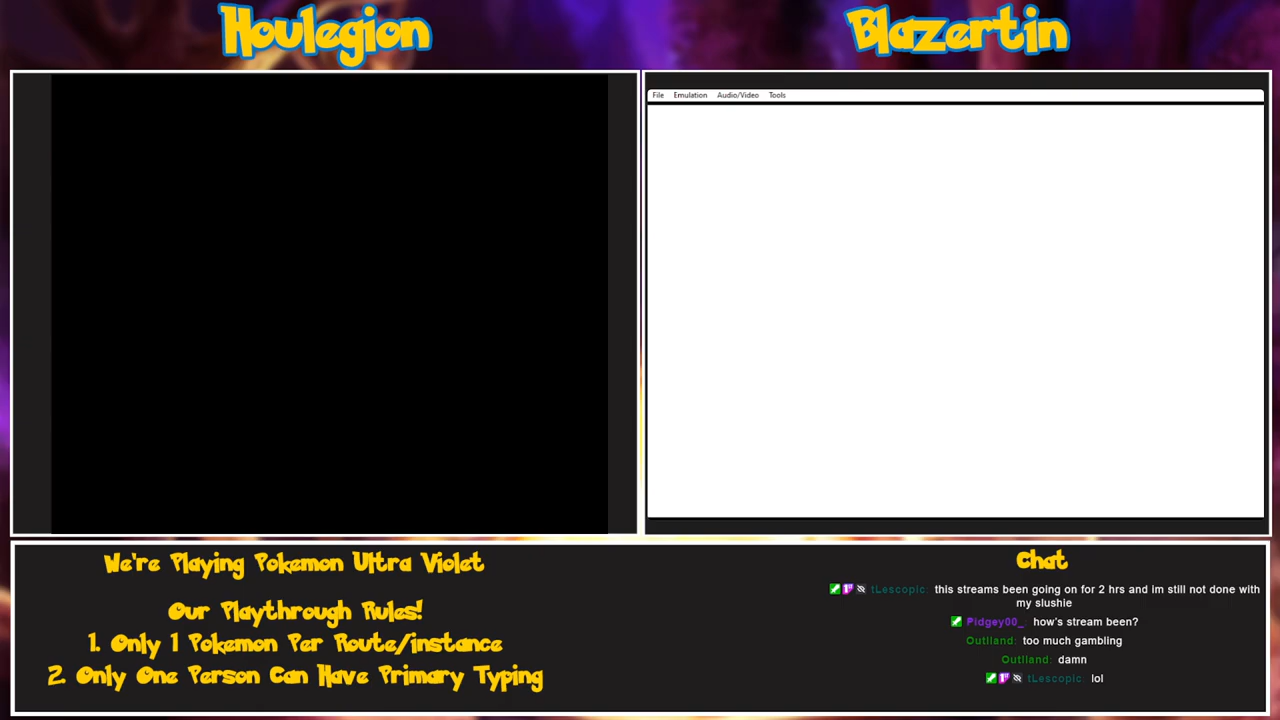 Houlegion
Blazertin
File Emulation Audio/Video Tools
We're Playing Pokemon Ultra Violet
Our Playthrough Rules!
1. Only 1 Pokemon Per Route/instance
2. Only One Person Can Have Primary Typing
Chat
tLescopic: this streams been going on for 2 hrs and im still not done with
my slushie
Pidgey00_ how's stream been?
Outliand: too much gambling
Outliand: damn
tLescopic: lol